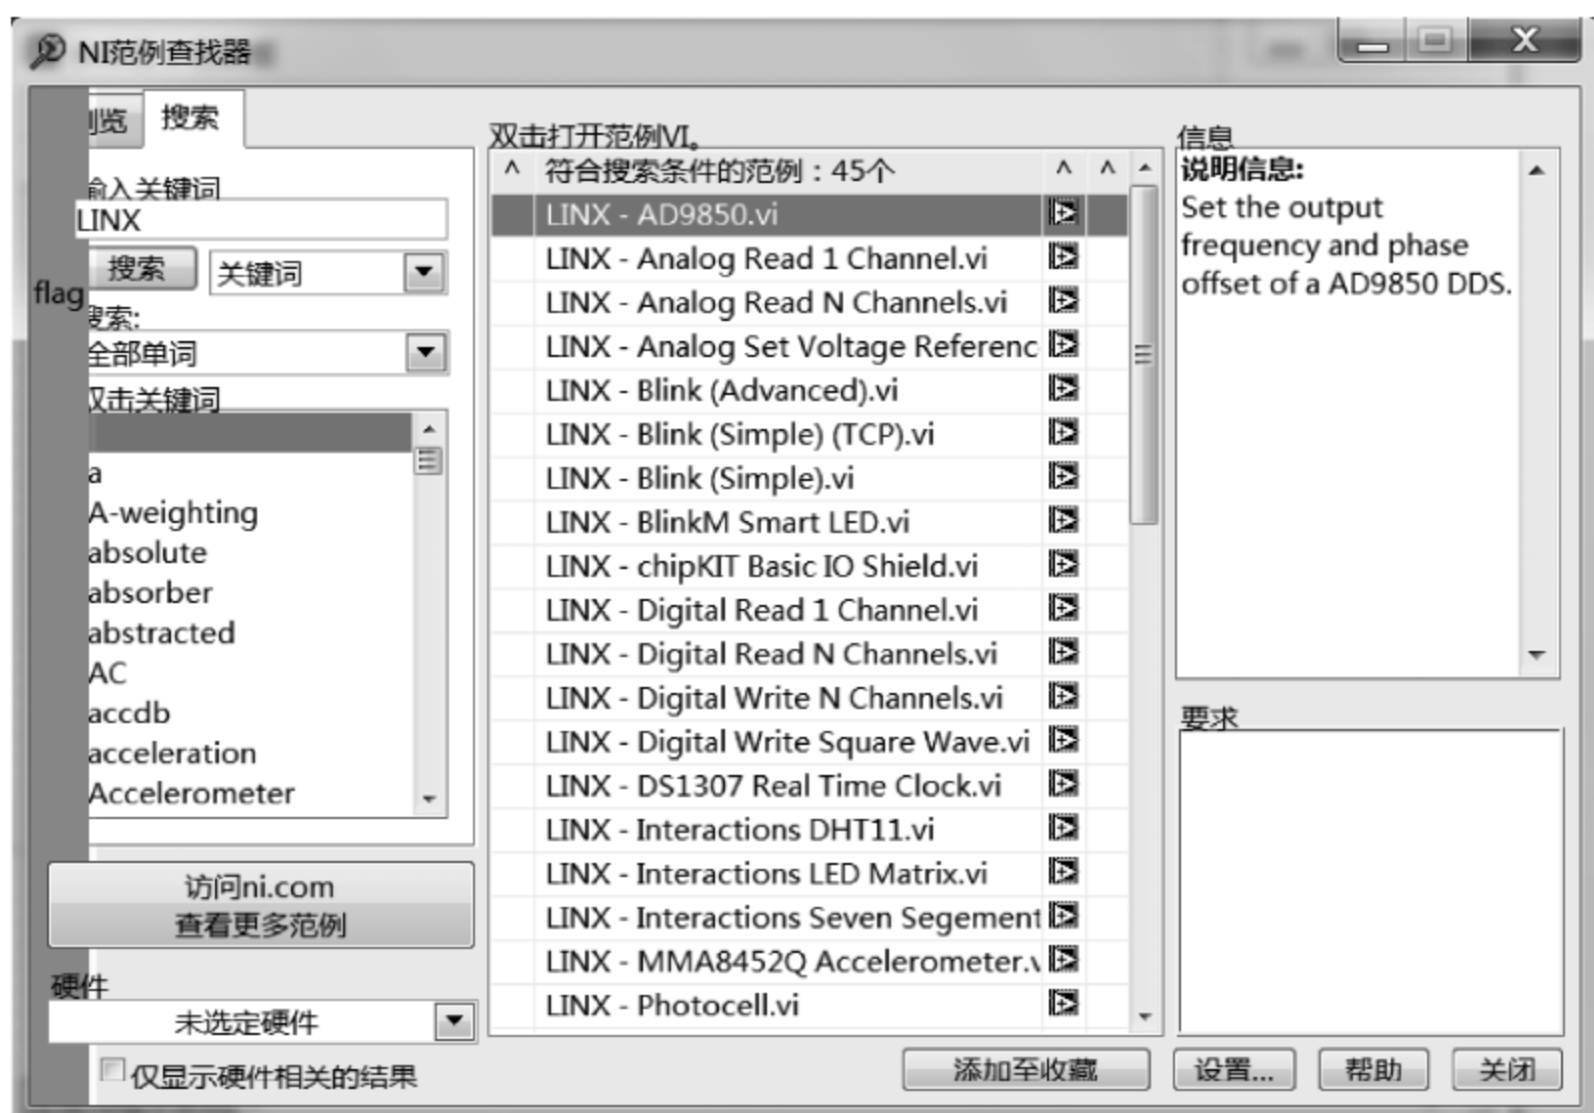 NI范例查找器
浏览
搜索
输入关键词
LINX
搜索
关键词
flag
搜索:
全部单词
双击关键词
a
A-weighting
absolute
absorber
abstracted
AC
accdb
acceleration
Accelerometer
访问ni.com
查看更多范例
硬件
未选定硬件
仅显示硬件相关的结果
双击打开范例VI。
^ 符合搜索条件的范例：45个 ^ ^
LINX - AD9850.vi
LINX - Analog Read 1 Channel.vi
LINX - Analog Read N Channels.vi
LINX - Analog Set Voltage Referenc
LINX - Blink (Advanced).vi
LINX - Blink (Simple) (TCP).vi
LINX - Blink (Simple).vi
LINX - BlinkM Smart LED.vi
LINX - chipKIT Basic IO Shield.vi
LINX - Digital Read 1 Channel.vi
LINX - Digital Read N Channels.vi
LINX - Digital Write N Channels.vi
LINX - Digital Write Square Wave.vi
LINX - DS1307 Real Time Clock.vi
LINX - Interactions DHT11.vi
LINX - Interactions LED Matrix.vi
LINX - Interactions Seven Segement
LINX - MMA8452Q Accelerometer.v
LINX - Photocell.vi
信息
说明信息:
Set the output
frequency and phase
offset of a AD9850 DDS.
要求
添加至收藏
设置...
帮助
关闭